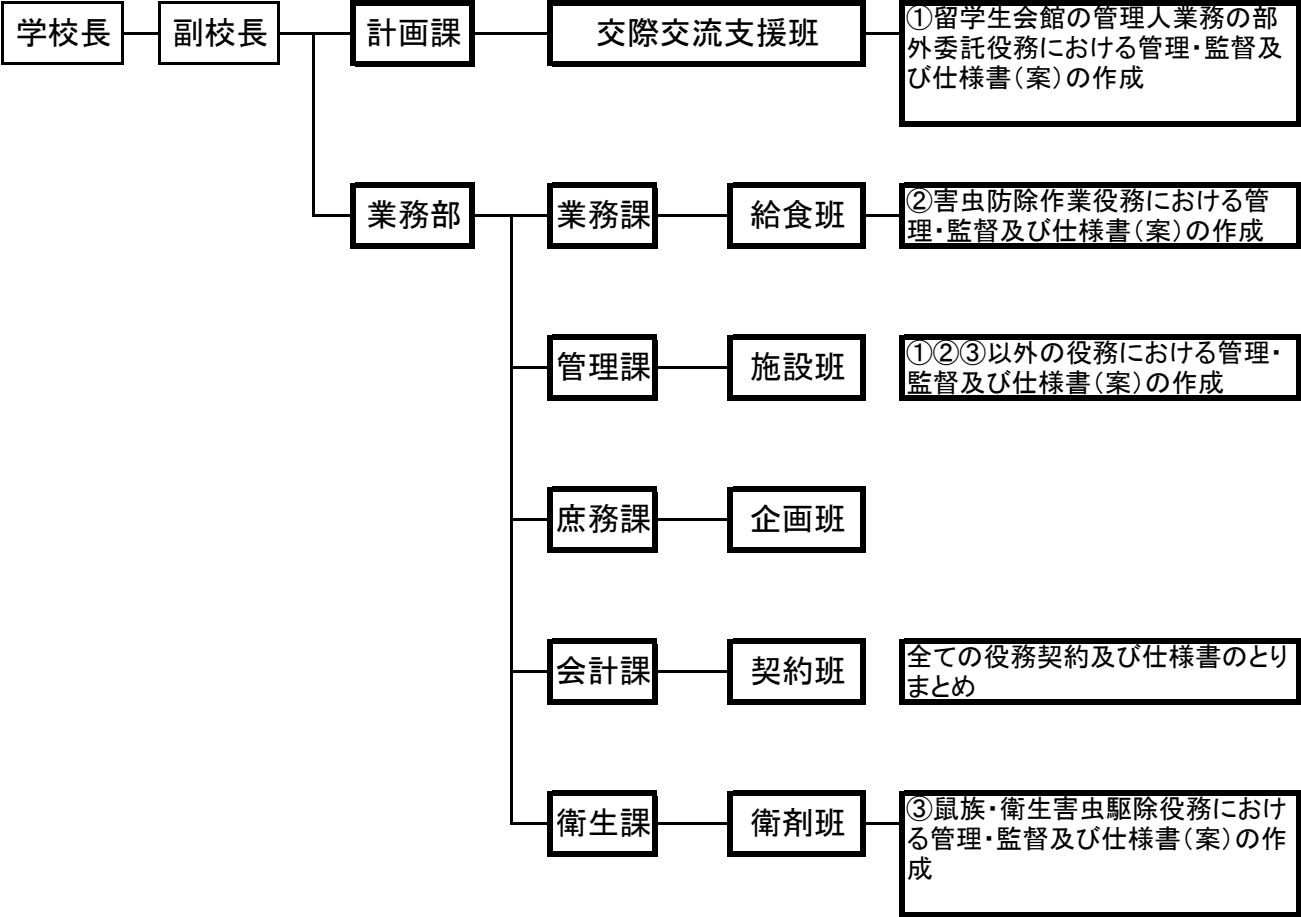 学校長
副校長
計画課
交際交流支援班
①留学生会館の管理人業務の部
外委託役務における管理・監督及
び仕様書(案)の作成
業務部
業務課
給食班
②害虫防除作業役務における管
理・監督及び仕様書(案)の作成
管理課
施設班
①②③以外の役務における管理・
監督及び仕様書(案)の作成
庶務課
企画班
会計課
契約班
全ての役務契約及び仕様書のとり
まとめ
衛生課
衛剤班
③鼠族・衛生害虫駆除役務におけ
る管理・監督及び仕様書(案)の作
成